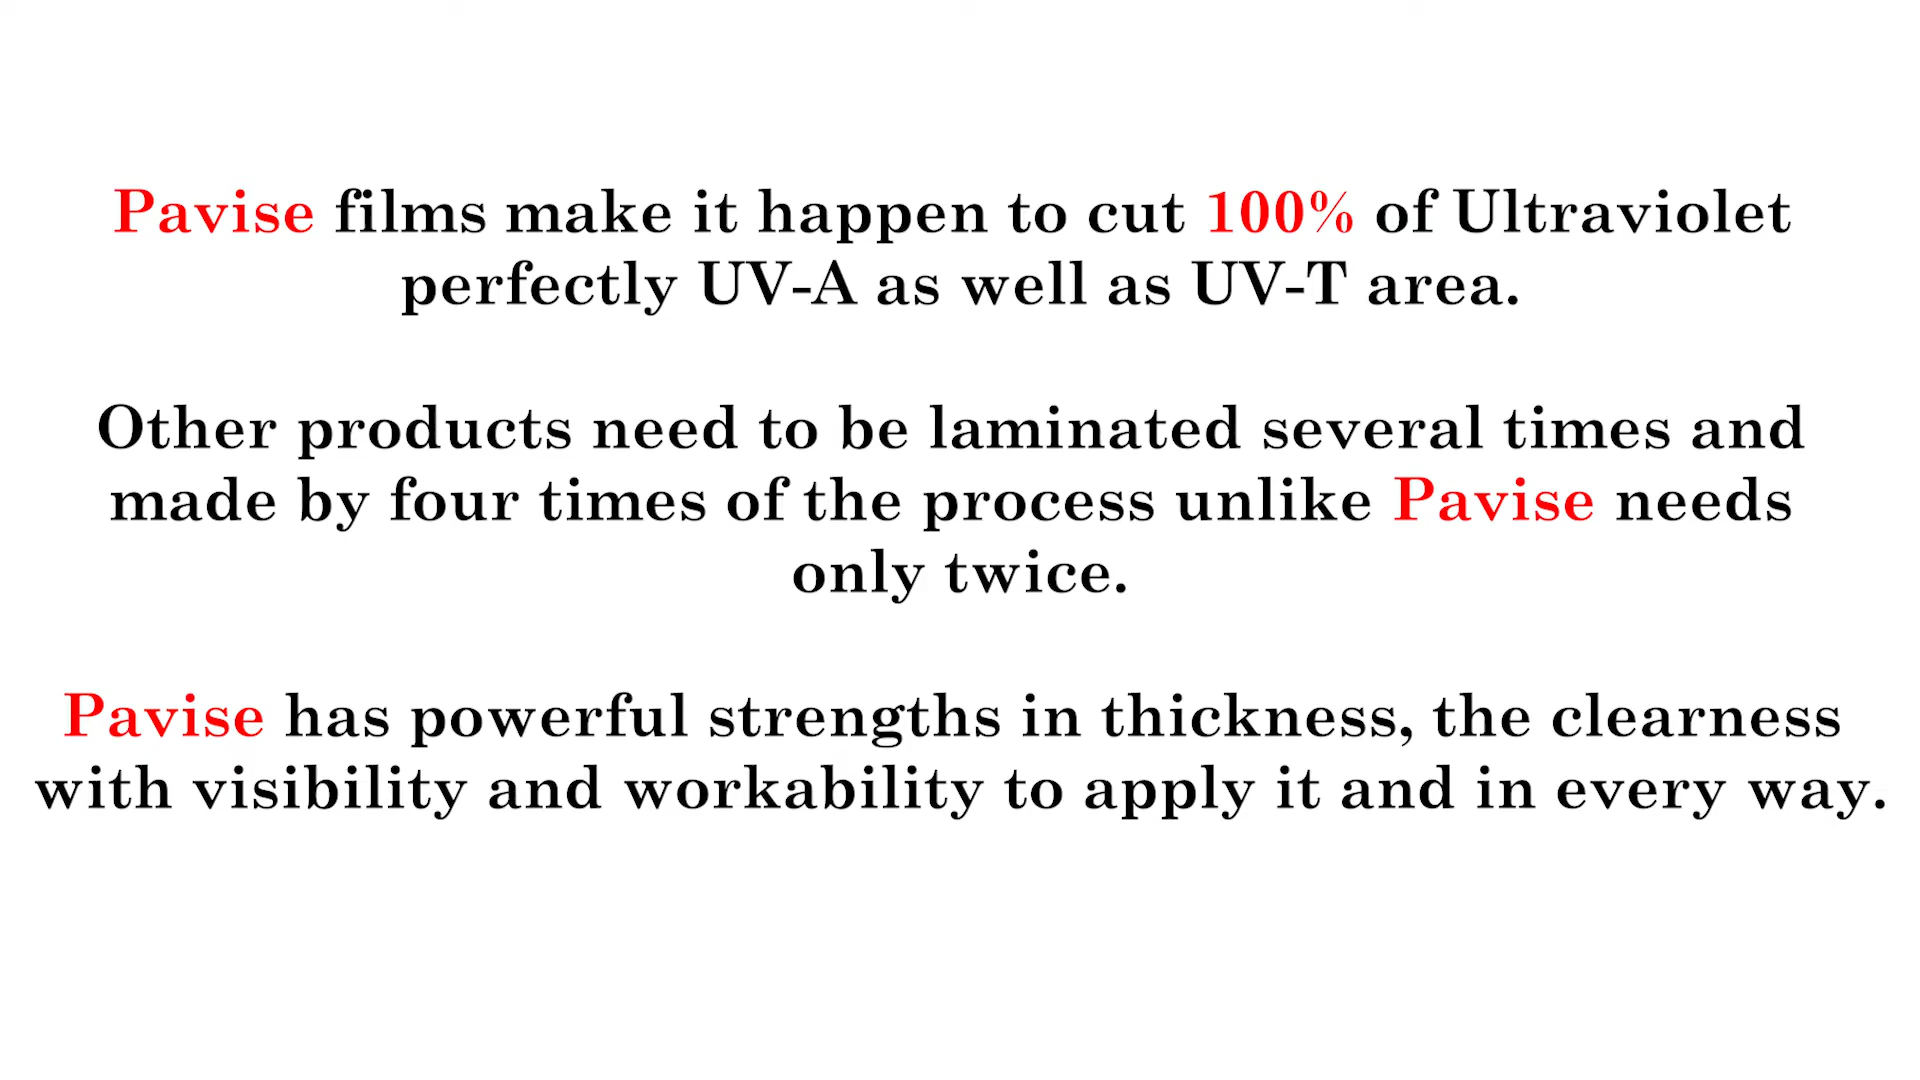 Pavise films make it happen to cut 100% of Ultraviolet
perfectly UV-A as well as UV-T area.
Other products need to be laminated several times and
made by four times of the process unlike Pavise needs
only twice.
Pavise has powerful strengths in thickness, the clearness
with visibility and workability to apply it and in every way.